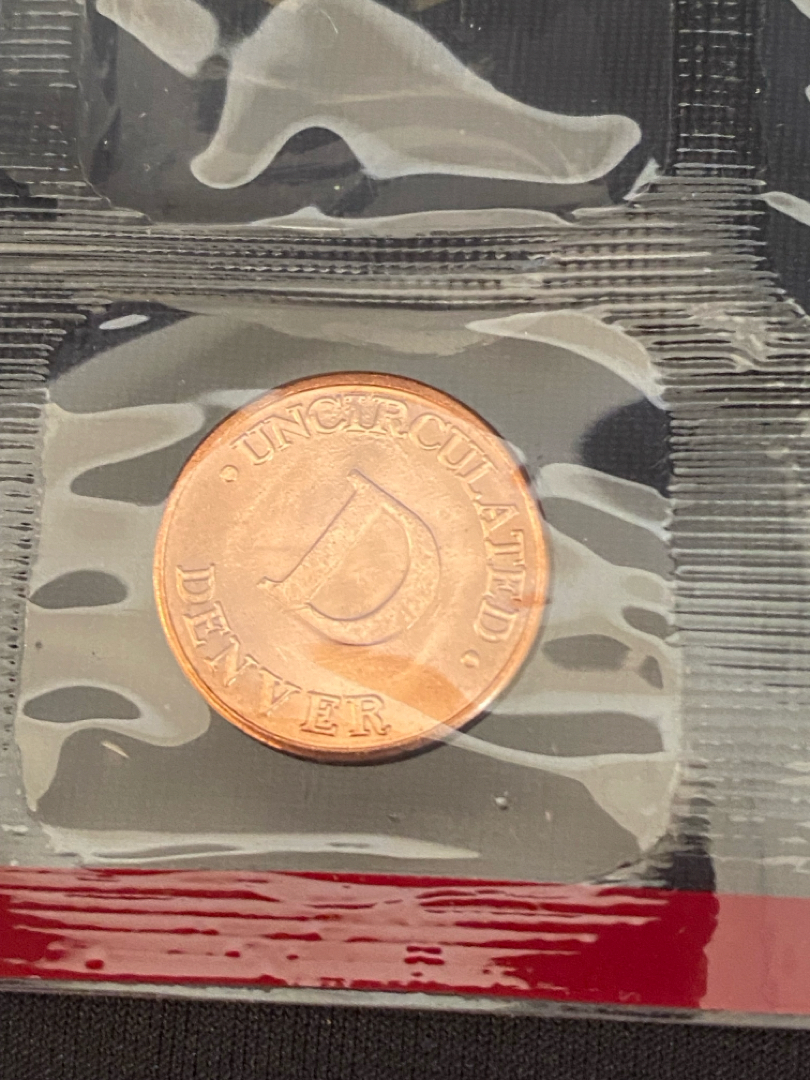 • UNCIRCULATED •
D
DENVER